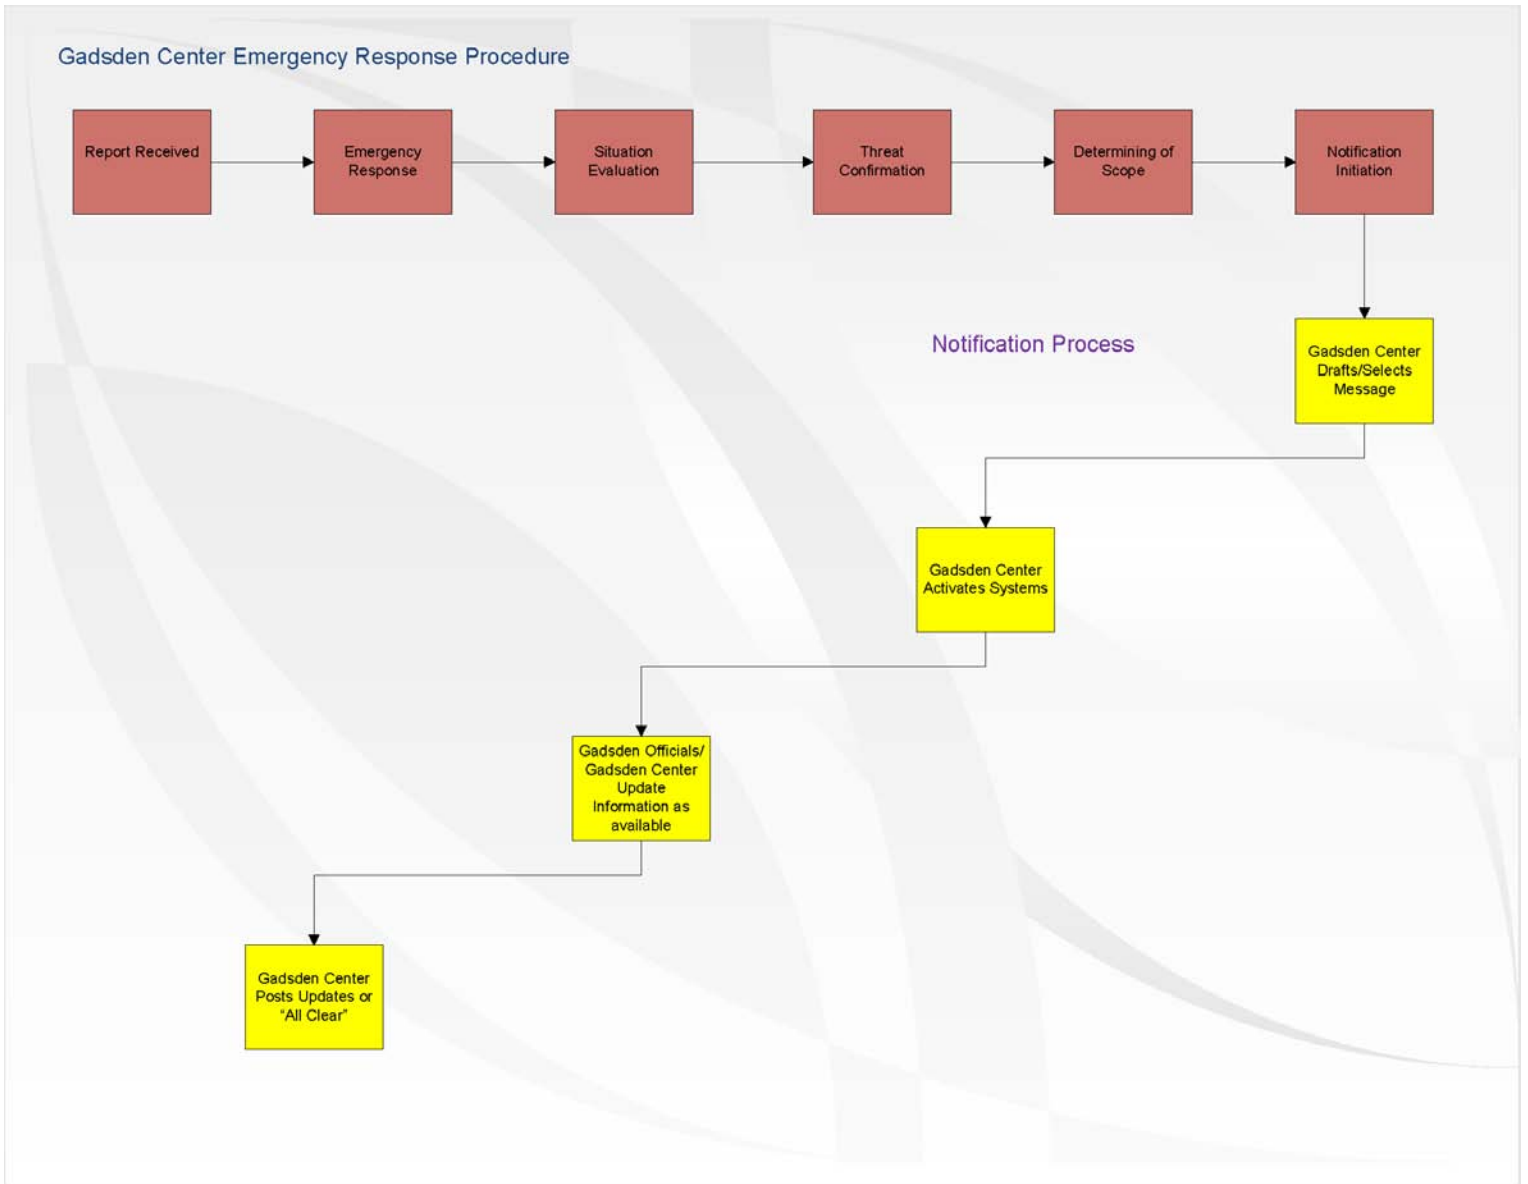 Gadsden Center Emergency Response Procedure
Report Received
Emergency
Response
Situation
Evaluation
Threat
Confirmation
Determining of
Scope
Notification
Initiation
Notification Process
Gadsden Center
Drafts/Selects
Message
Gadsden Center
Activates Systems
Gadsden Officials/
Gadsden Center
Update
Information as
available
Gadsden Center
Posts Updates or
“All Clear”